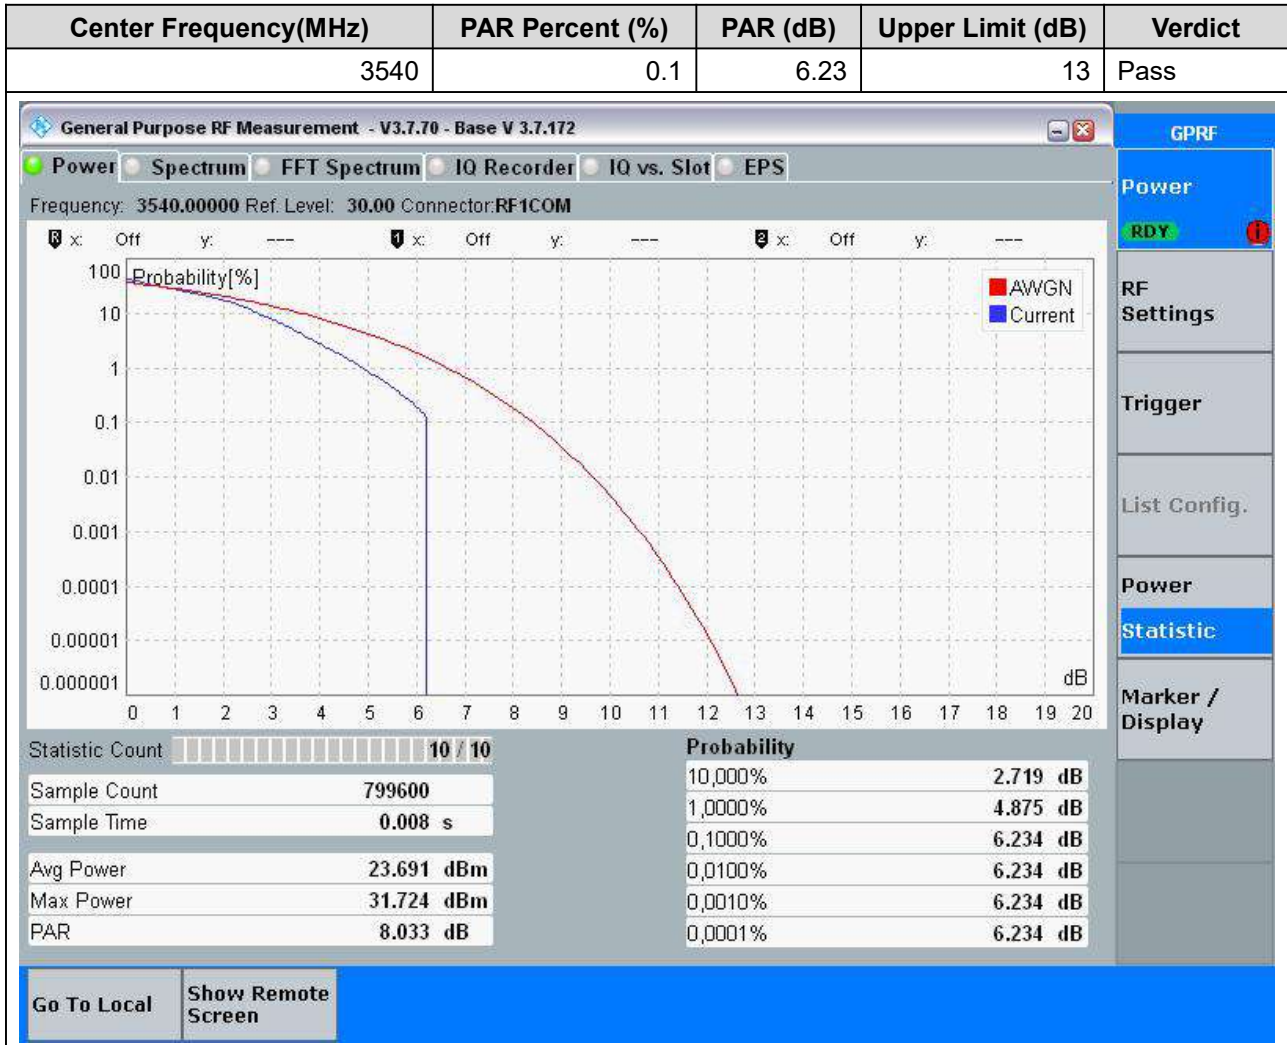 Center Frequency(MHz) PAR Percent (%) PAR (dB) Upper Limit (dB) Verdict
3540 0.1 6.23 13 Pass
General Purpose RF Measurement - V3.7.70 - Base V 3.7.172
GPRF
Power Spectrum FFT Spectrum IQ Recorder IQ vs. Slot EPS
Frequency: 3540.00000 Ref. Level: 30.00 Connector:RF1COM
Power
RDY
R x: Off y: --- 1 x: Off y: --- 2 x: Off y: ---
Probability[%]
AWGN
Current
100
10
1
0.1
0.01
0.001
0.0001
0.00001
0.000001
dB
0 1 2 3 4 5 6 7 8 9 10 11 12 13 14 15 16 17 18 19 20
RF
Settings
Trigger
List Config.
Power
Statistic
Marker /
Display
Statistic Count 10 / 10
Sample Count 799600
Sample Time 0.008 s
Avg Power 23.691 dBm
Max Power 31.724 dBm
PAR 8.033 dB
Probability
10,000% 2.719 dB
1,0000% 4.875 dB
0,1000% 6.234 dB
0,0100% 6.234 dB
0,0010% 6.234 dB
0,0001% 6.234 dB
Go To Local
Show Remote
Screen